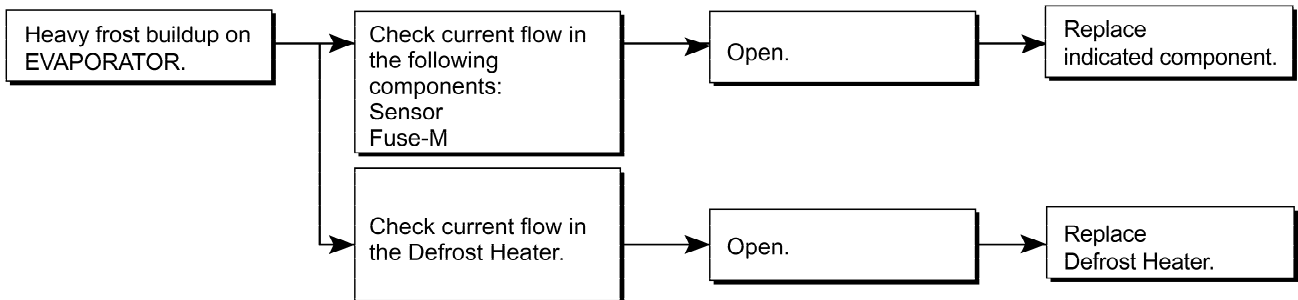 Heavy frost buildup on
EVAPORATOR.
Check current flow in
the following
components:
Sensor
Fuse-M
Open.
Replace
indicated component.
Check current flow in
the Defrost Heater.
Open.
Replace
Defrost Heater.